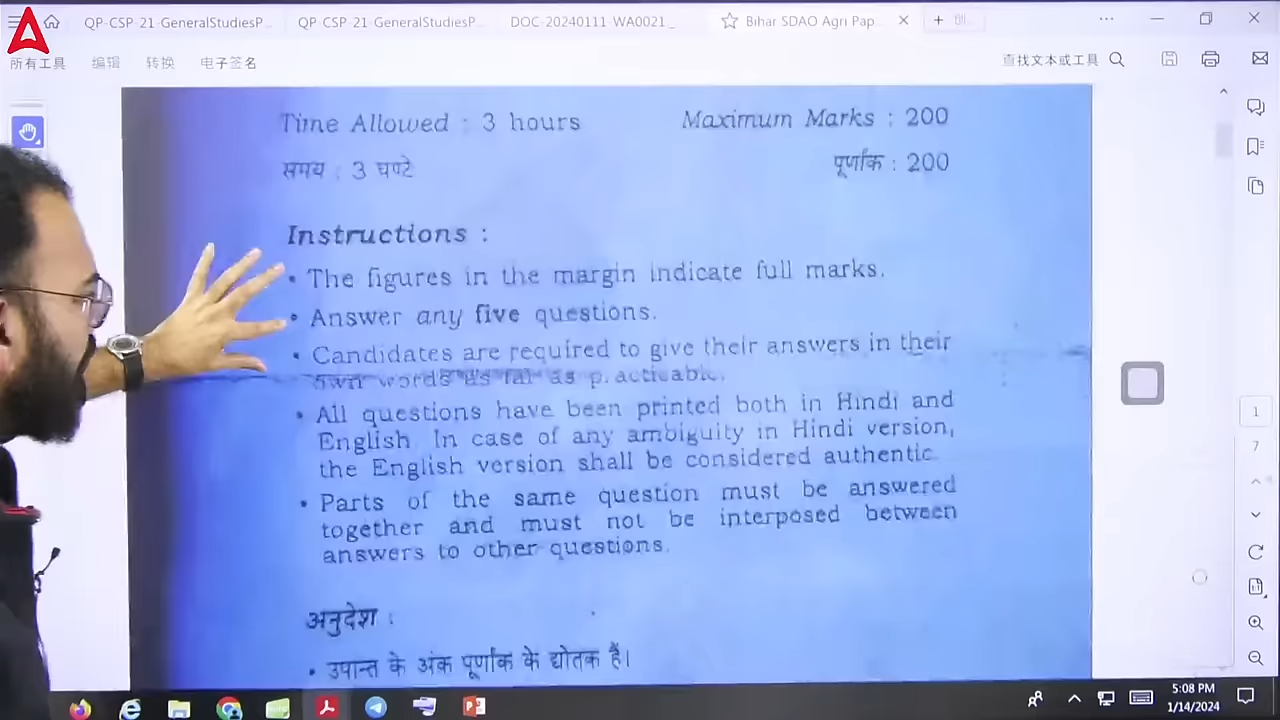 QP-CSP-21-GeneralStudiesP...
QP-CSP-21-GeneralStudiesP...
DOC-20240111-WA0021_
Bihar SDAO Agri Pap...
+ 创...
所有工具
编辑
转换
电子签名
查找文本或工具
Time Allowed : 3 hours
Maximum Marks : 200
समय : 3 घण्टे
पूर्णांक : 200
Instructions :
• The figures in the margin indicate full marks.
• Answer any five questions.
• Candidates are required to give their answers in their
own words as far as practicable.
• All questions have been printed both in Hindi and
English. In case of any ambiguity in Hindi version,
the English version shall be considered authentic.
• Parts of the same question must be answered
together and must not be interposed between
answers to other questions.
अनुदेश :
• उपान्त के अंक पूर्णांक के द्योतक हैं।
1
7
5:08 PM
1/14/2024